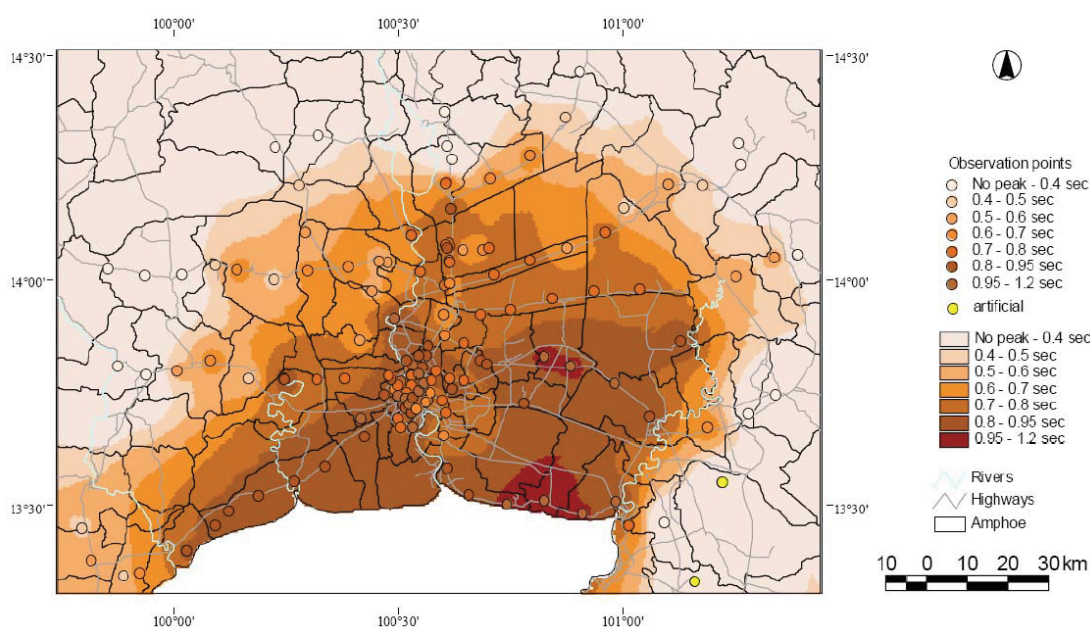 100°00' 100°30' 101°00'
14°30' 14°30'
14°00' 14°00'
13°30' 13°30'
100°00' 100°30' 101°00'
Observation points
No peak - 0.4 sec
0.4 - 0.5 sec
0.5 - 0.6 sec
0.6 - 0.7 sec
0.7 - 0.8 sec
0.8 - 0.95 sec
0.95 - 1.2 sec
artificial
No peak - 0.4 sec
0.4 - 0.5 sec
0.5 - 0.6 sec
0.6 - 0.7 sec
0.7 - 0.8 sec
0.8 - 0.95 sec
0.95 - 1.2 sec
Rivers
Highways
Amphoe
10 0 10 20 30 km